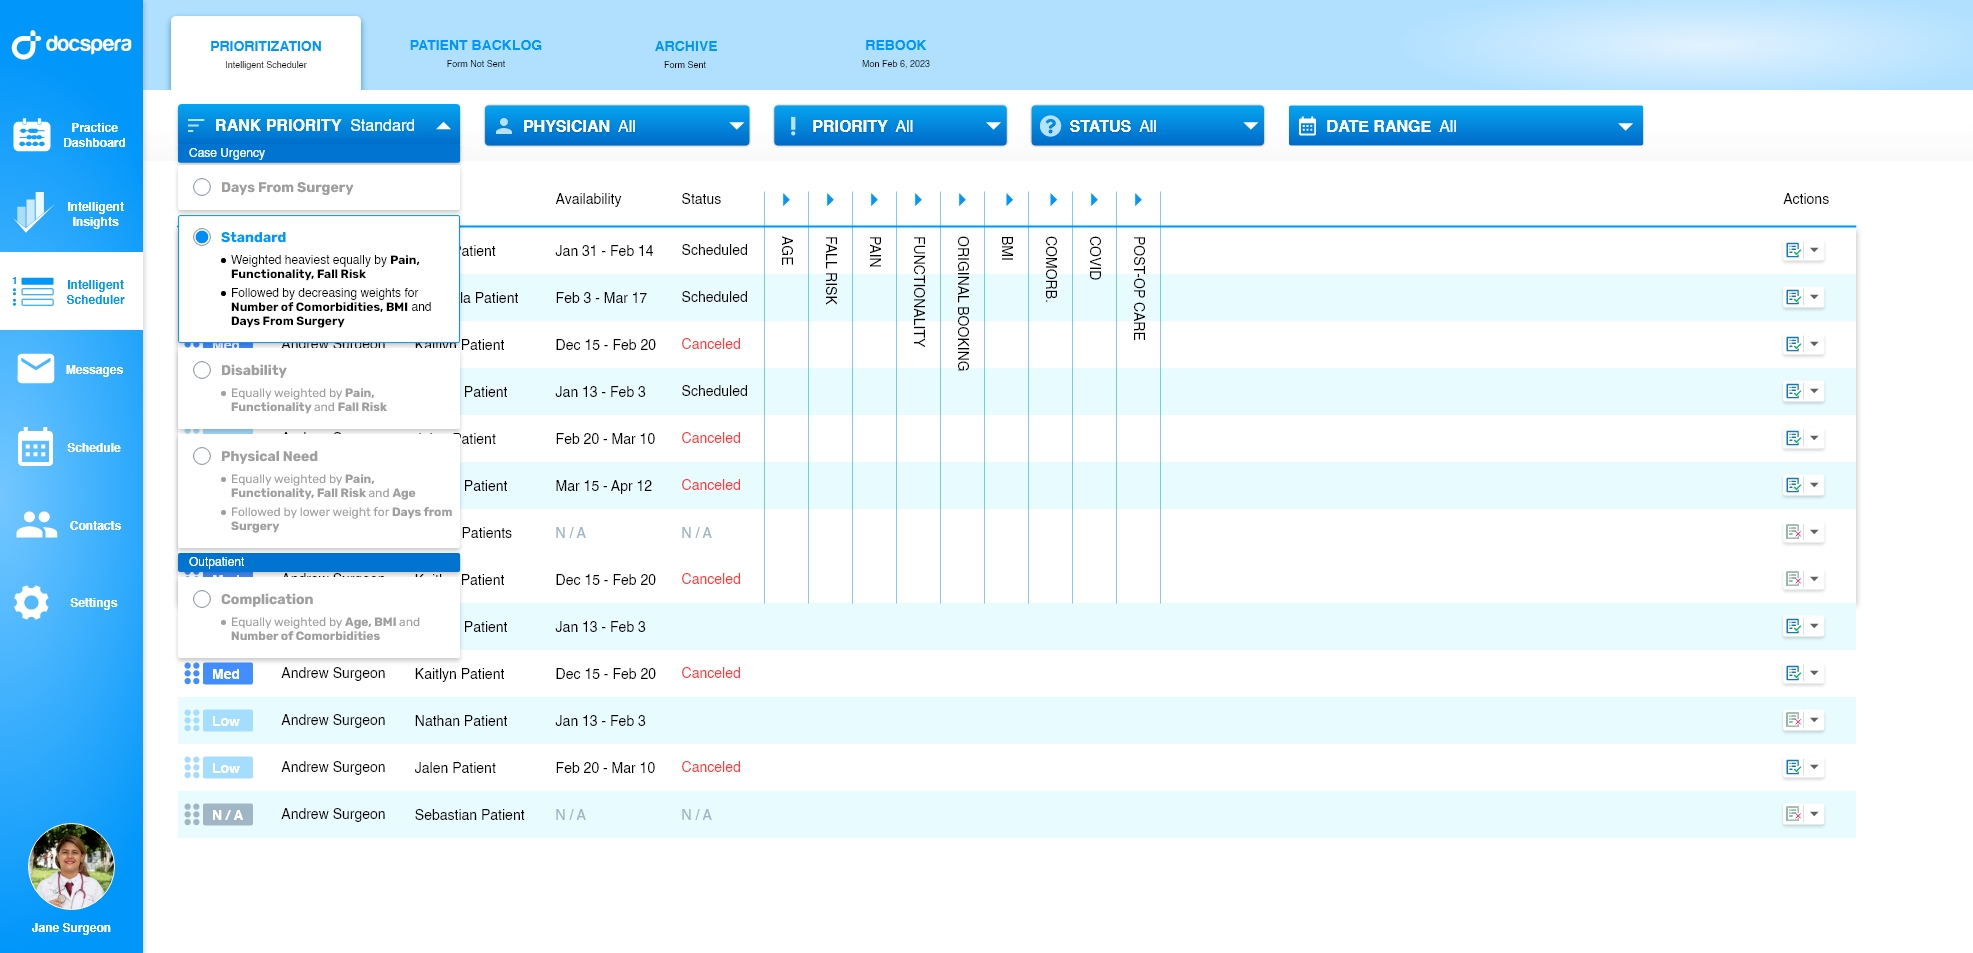 docspera
Practice
Dashboard
Intelligent
Insights
Intelligent
Scheduler
Messages
Schedule
Contacts
Settings
Jane Surgeon
PRIORITIZATION
Intelligent Scheduler
PATIENT BACKLOG
Form Not Sent
ARCHIVE
Form Sent
REBOOK
Mon Feb 6, 2023
RANK PRIORITY Standard
PHYSICIAN All
PRIORITY All
STATUS All
DATE RANGE All
Case Urgency
Days From Surgery
Standard
• Weighted heaviest equally by Pain,
Functionality, Fall Risk
• Followed by decreasing weights for
Number of Comorbidities, BMI and
Days From Surgery
Disability
• Equally weighted by Pain,
Functionality and Fall Risk
Physical Need
• Equally weighted by Pain,
Functionality, Fall Risk and Age
• Followed by lower weight for Days from
Surgery
Outpatient
Complication
• Equally weighted by Age, BMI and
Number of Comorbidities
Availability Status Actions
AGE
FALL RISK
PAIN
FUNCTIONALITY
ORIGINAL BOOKING
BMI
COMORB.
COVID
POST-OP CARE
Patient Jan 31 - Feb 14 Scheduled
Patient Feb 3 - Mar 17 Scheduled
Med Andrew Surgeon Kaitlyn Patient Dec 15 - Feb 20 Canceled
Patient Jan 13 - Feb 3 Scheduled
Patient Feb 20 - Mar 10 Canceled
Patient Mar 15 - Apr 12 Canceled
Patients N / A N / A
Patient Dec 15 - Feb 20 Canceled
Patient Jan 13 - Feb 3
Med Andrew Surgeon Kaitlyn Patient Dec 15 - Feb 20 Canceled
Low Andrew Surgeon Nathan Patient Jan 13 - Feb 3
Low Andrew Surgeon Jalen Patient Feb 20 - Mar 10 Canceled
N / A Andrew Surgeon Sebastian Patient N / A N / A